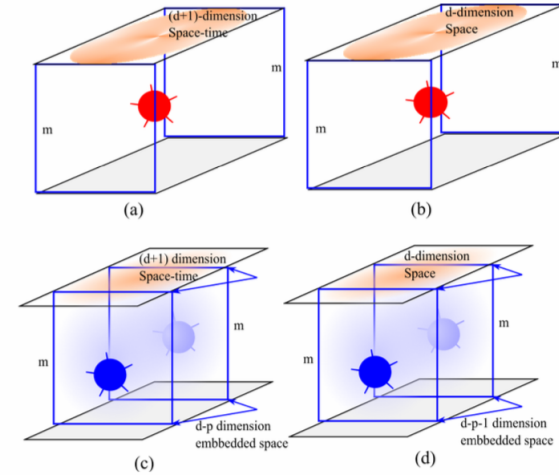 (d+1)-dimension
Space-time
m
m
(a)
d-dimension
Space
m
m
(b)
(d+1) dimension
Space-time
m
m
d-p dimension
embbedded space
(c)
d-dimension
Space
m
m
d-p-1 dimension
embbedded space
(d)